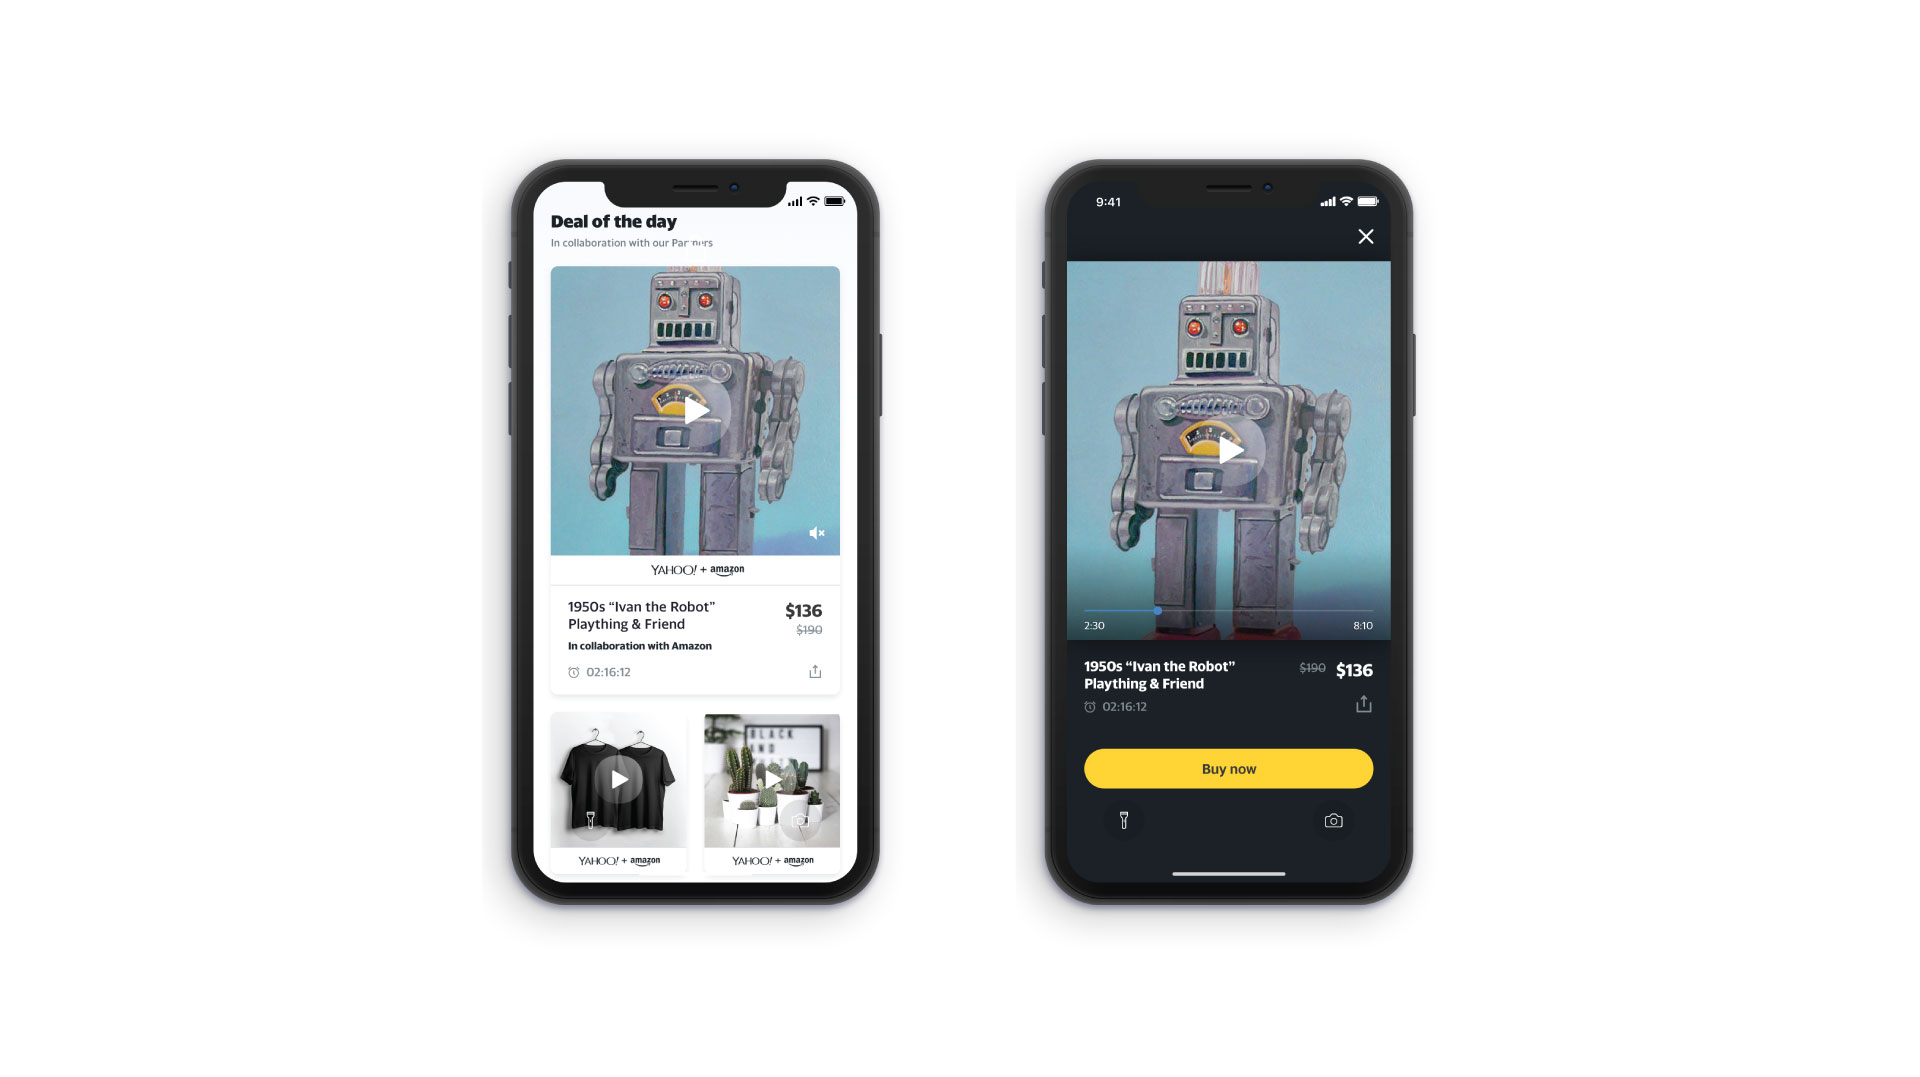 Deal of the day
In collaboration with our Partners
YAHOO! + amazon
1950s “Ivan the Robot”
Plaything & Friend
$136
$190
In collaboration with Amazon
02:16:12
BLACK
AND
YAHOO! + amazon
YAHOO! + amazon
9:41
2:30
8:10
1950s “Ivan the Robot”
Plaything & Friend
$190 $136
02:16:12
Buy now